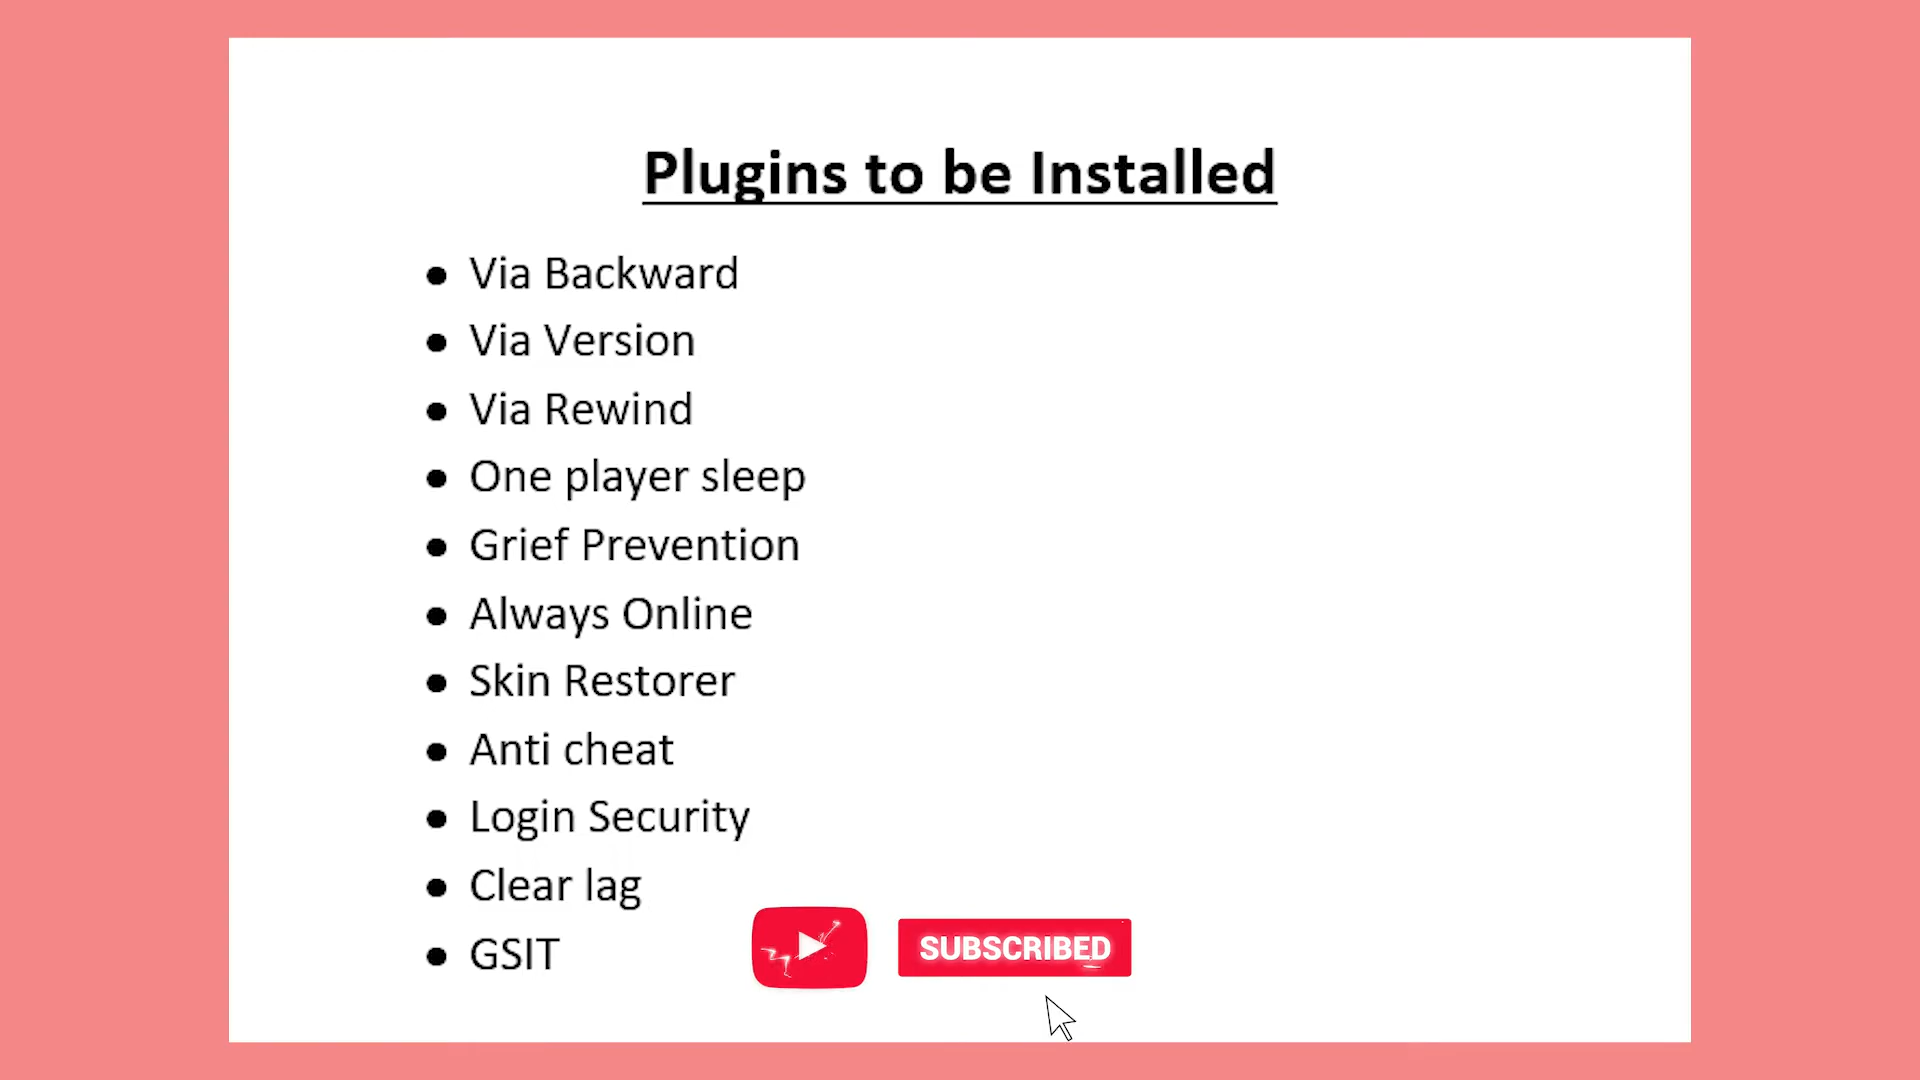 Plugins to be Installed
● Via Backward
● Via Version
● Via Rewind
● One player sleep
● Grief Prevention
● Always Online
● Skin Restorer
● Anti cheat
● Login Security
● Clear lag
● GSIT
SUBSCRIBED